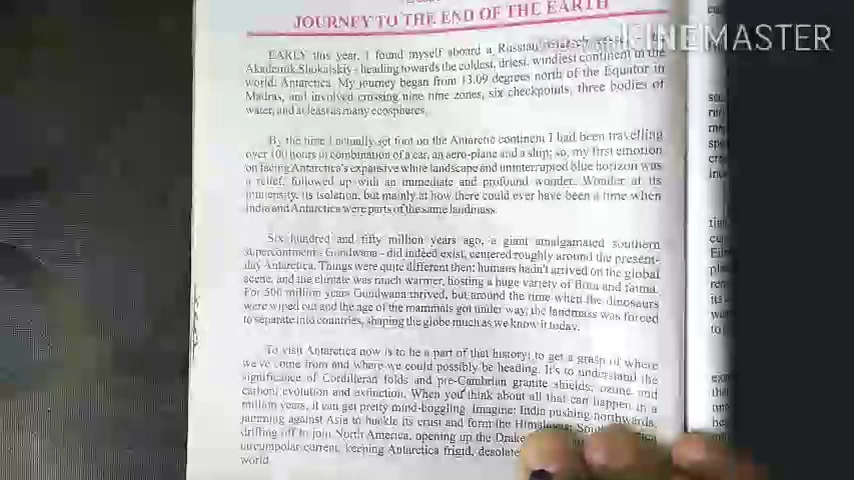 KINEMASTER
JOURNEY TO THE END OF THE EARTH
EARLY this year, I found myself aboard a Russian research
Akademik Shokalskiy - heading towards the coldest, driest, windiest continent in the
world: Antarctica. My journey began from 13.09 degrees north of the Equator in
Madras, and involved crossing nine time zones, six checkpoints, three bodies of
water, and at least as many ecospheres.
By the time I actually set foot on the Antarctic continent I had been travelling
over 100 hours in combination of a car, an aero-plane and a ship; so, my first emotion
on facing Antarctica's expansive white landscape and uninterrupted blue horizon was
a relief, followed up with an immediate and profound wonder. Wonder at its
immensity, its isolation, but mainly at how there could ever have been a time when
India and Antarctica were parts of the same landmass.
Six hundred and fifty million years ago, a giant amalgamated southern
supercontinent - Gondwana - did indeed exist, centered roughly around the present-
day Antarctica. Things were quite different then: humans hadn't arrived on the global
scene, and the climate was much warmer, hosting a huge variety of flora and fauna.
For 500 million years Gondwana thrived, but around the time when the dinosaurs
were wiped out and the age of the mammals got under way, the landmass was forced
to separate into countries, shaping the globe much as we know it today.
To visit Antarctica now is to be a part of that history; to get a grasp of where
we've come from and where we could possibly be heading. It's to understand the
significance of Cordilleran folds and pre-Cambrian granite shields; ozone and
carbon; evolution and extinction. When you think about all that can happen in a
million years, it can get pretty mind-boggling. Imagine: India pushing northwards,
jamming against Asia to buckle its crust and form the Himalayas; South
drifting off to join North America, opening up the Drake
circumpolar current, keeping Antarctica frigid, desolate
world.